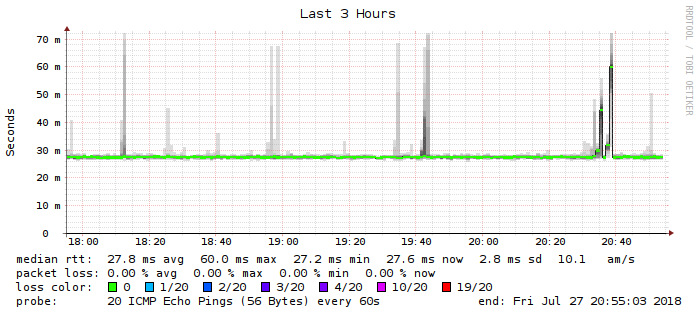 Last 3 Hours
RRDTOOL / TOBI OETIKER
Seconds
70 m
60 m
50 m
40 m
30 m
20 m
10 m
0
18:00 18:20 18:40 19:00 19:20 19:40 20:00 20:20 20:40
median rtt: 27.8 ms avg 60.0 ms max 27.2 ms min 27.6 ms now 2.8 ms sd 10.1 am/s
packet loss: 0.00 % avg 0.00 % max 0.00 % min 0.00 % now
loss color: 0 1/20 2/20 3/20 4/20 10/20 19/20
probe: 20 ICMP Echo Pings (56 Bytes) every 60s end: Fri Jul 27 20:55:03 2018